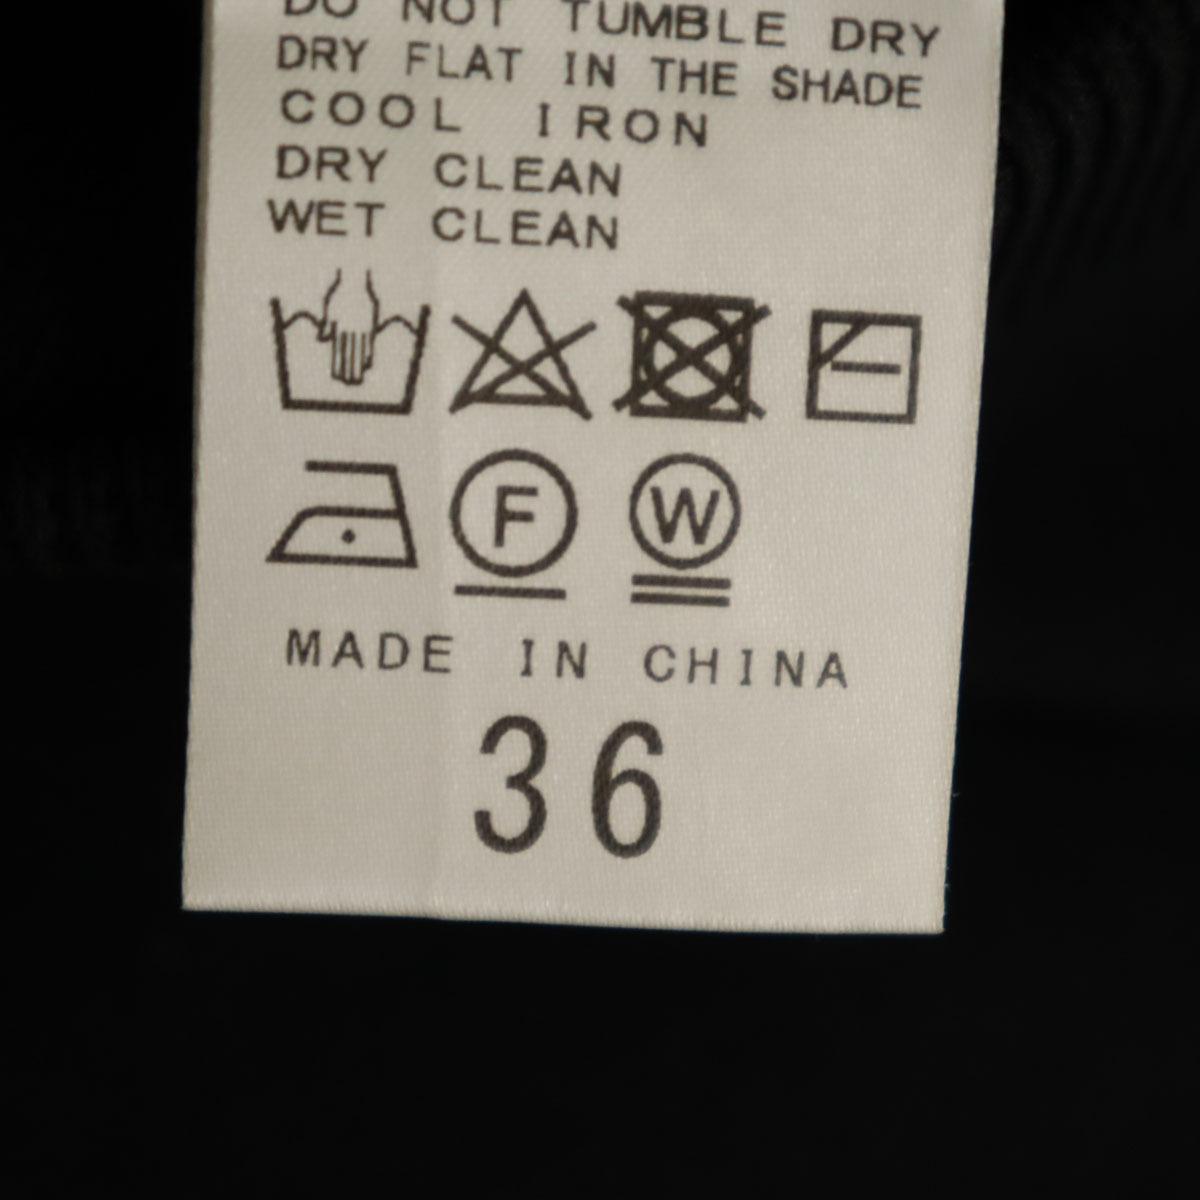 DO NOT TUMBLE DRY
DRY FLAT IN THE SHADE
COOL IRON
DRY CLEAN
WET CLEAN
F W
MADE IN CHINA
36